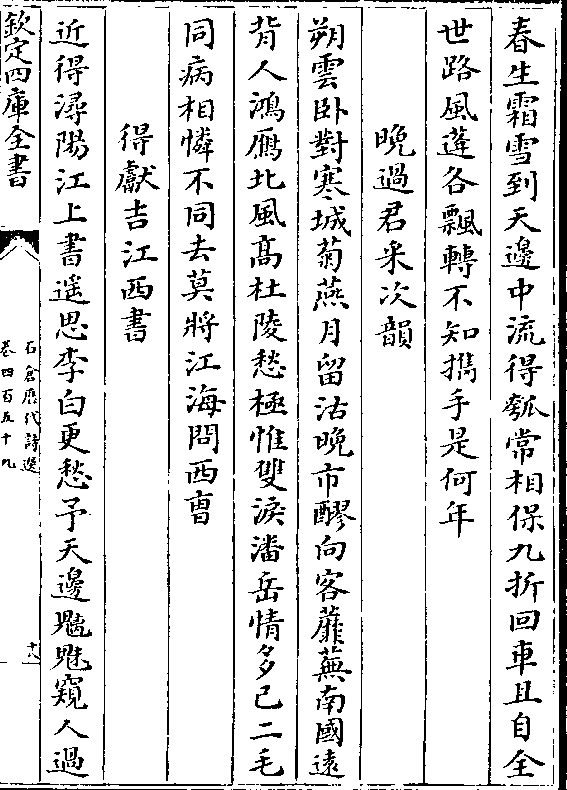 春生霜雪到天邊中流得瓠常相保九折回車且自全
世路風蓬各飄轉不知携手是何年
晚過君采次韻
朔雲卧對寒城菊燕月留沽晚市醪向客蘼蕪南國遠
背人鴻鴈北風髙杜陵愁極惟雙淚潘岳情多已二毛
同病相憐不同去莫將江海問西曺
得獻吉江西書
近得潯陽江上書遥思李白更愁予天邊魑魅窺人過
欽定四庫全書
石倉歷代詩選
卷四百五十九
十八